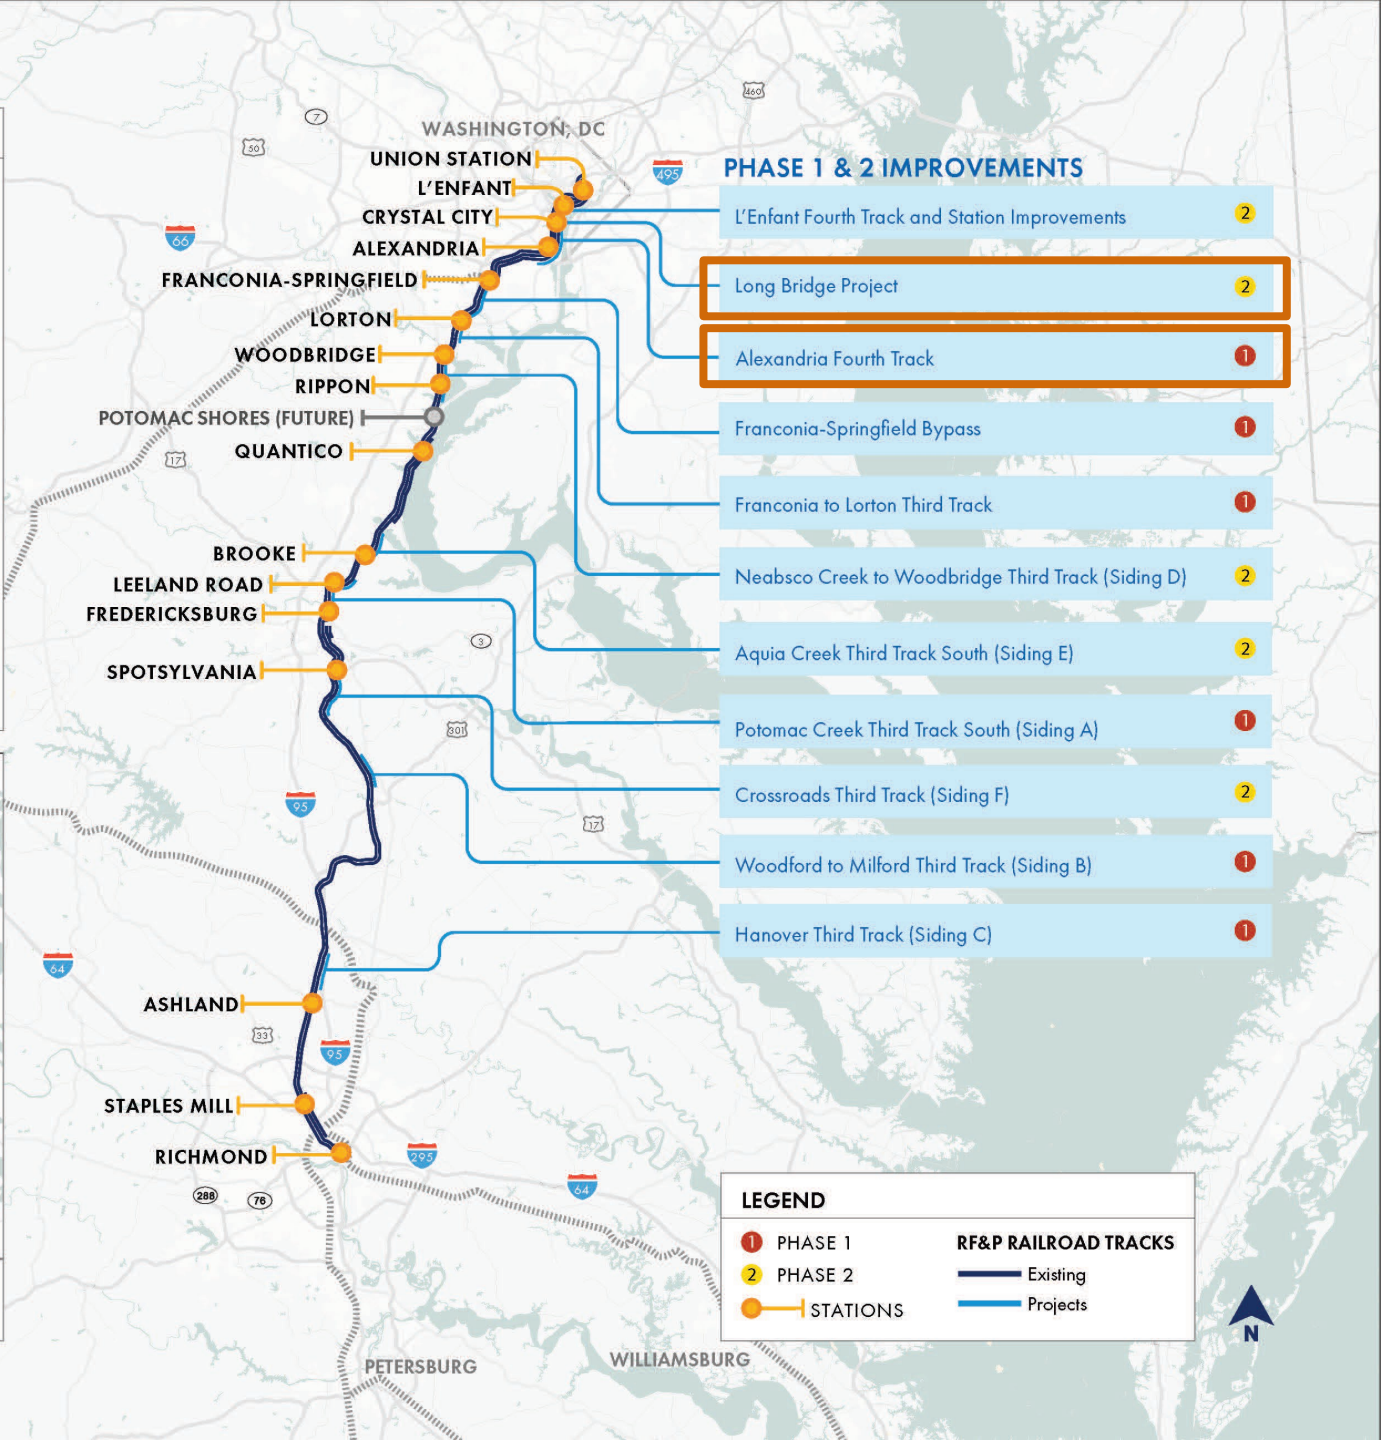 460
7
50
WASHINGTON, DC
UNION STATION
495
PHASE 1 & 2 IMPROVEMENTS
L'ENFANT
CRYSTAL CITY
L'Enfant Fourth Track and Station Improvements
2
66
ALEXANDRIA
FRANCONIA-SPRINGFIELD
Long Bridge Project
2
LORTON
WOODBRIDGE
Alexandria Fourth Track
1
RIPPON
POTOMAC SHORES (FUTURE)
Franconia-Springfield Bypass
1
QUANTICO
17
Franconia to Lorton Third Track
1
BROOKE
Neabsco Creek to Woodbridge Third Track (Siding D)
2
LEELAND ROAD
FREDERICKSBURG
3
Aquia Creek Third Track South (Siding E)
2
SPOTSYLVANIA
301
Potomac Creek Third Track South (Siding A)
1
95
Crossroads Third Track (Siding F)
2
17
Woodford to Milford Third Track (Siding B)
1
Hanover Third Track (Siding C)
1
64
ASHLAND
33
95
STAPLES MILL
RICHMOND
295
64
288
76
LEGEND
1 PHASE 1
2 PHASE 2
STATIONS
RF&P RAILROAD TRACKS
Existing
Projects
N
PETERSBURG
WILLIAMSBURG